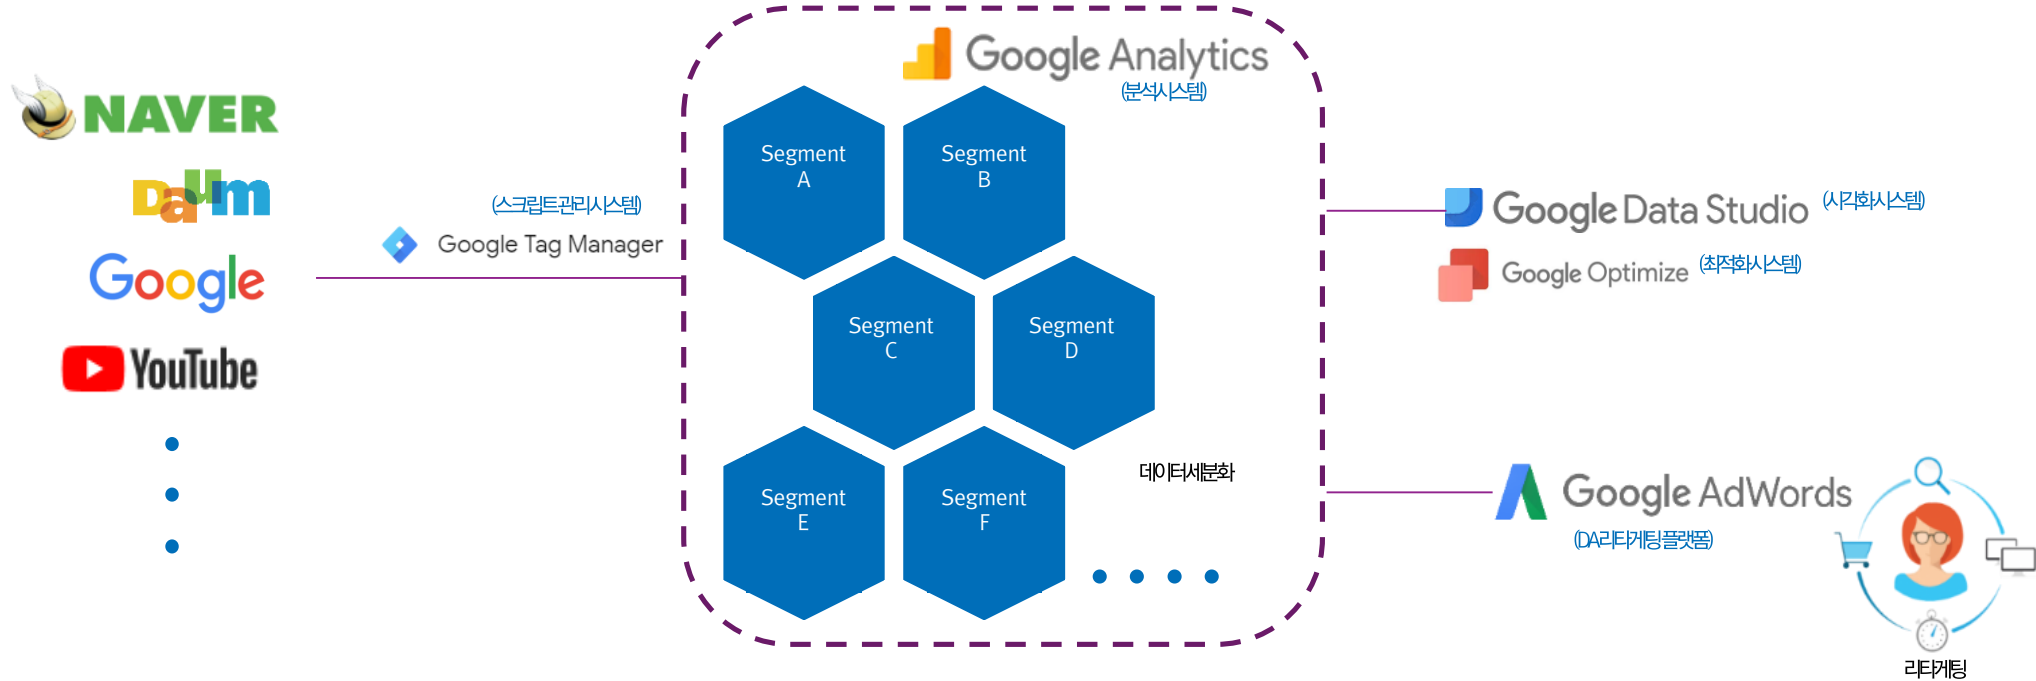 NAVER
Daum
Google
YouTube
(스크립트관리시스템)
Google Tag Manager
Google Analytics
(분석시스템)
Segment
A
Segment
B
Segment
C
Segment
D
Segment
E
Segment
F
데이터세분화
Google Data Studio (시각화시스템)
Google Optimize (최적화시스템)
Google AdWords
(DA리타게팅플랫폼)
리타게팅